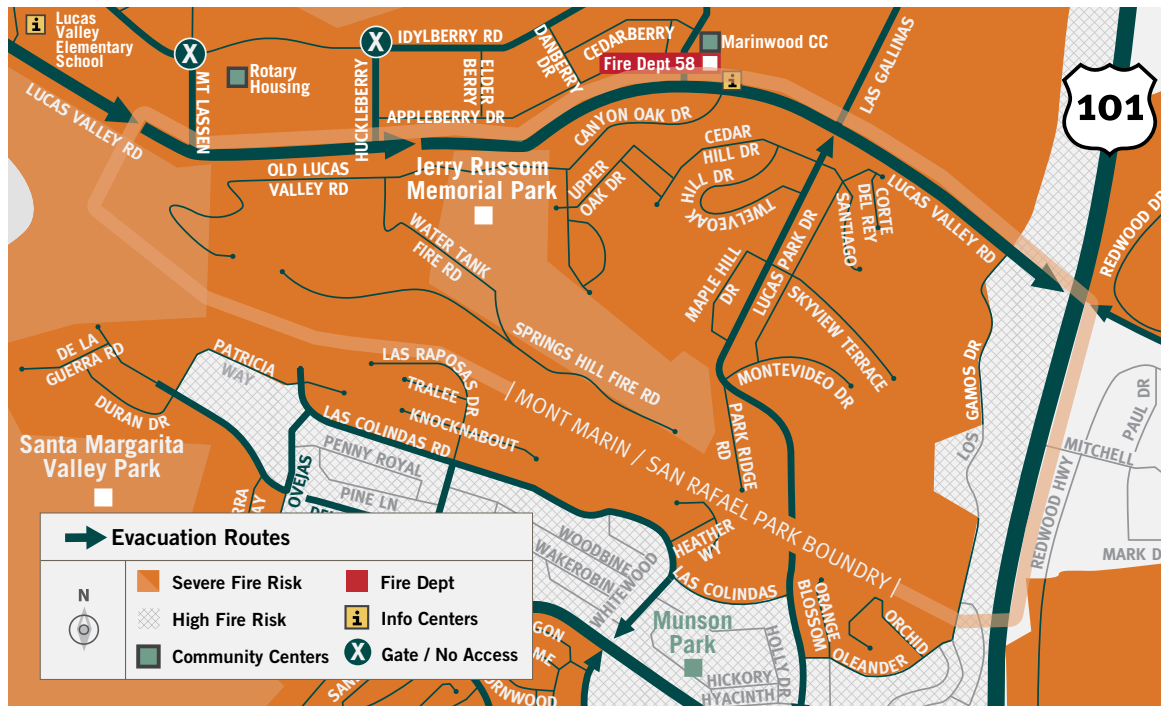 Lucas
Valley
Elementary
School
LUCAS VALLEY RD
MT LASSEN
Rotary
Housing
X
X
IDYLBERRY RD
HUCKLEBERRY
ELDER
BERRY
APPLEBERRY DR
DANBERRY
DR
CEDARBERRY
Marinwood CC
Fire Dept 58
LAS GALLINAS
101
REDWOOD DR
OLD LUCAS
VALLEY RD
Jerry Russom
Memorial Park
CANYON OAK DR
UPPER
OAK DR
CEDAR
HILL DR
TWELVEOAK
HILL DR
SANTIAGO
CORTE
DEL REY
LUCAS VALLEY RD
WATER TANK
FIRE RD
MAPLE HILL
DR
LUCAS PARK DR
SKYVIEW TERRACE
SPRINGS HILL FIRE RD
MONTEVIDEO DR
PARK RIDGE
RD
LOS GAMOS DR
DE LA
GUERRA RD
DURAN DR
PATRICIA
WAY
LAS RAPOSAS DR
TRALEE
KNOCKNABOUT
LAS COLINDAS RD
MONT MARIN / SAN RAFAEL PARK BOUNDRY
Santa Margarita
Valley Park
OVEJAS
PENNY ROYAL
PINE LN
WOODBINE
WAKEROBIN
WHITEWOOD
HEATHER
WY
LAS COLINDAS
ORANGE
BLOSSOM
ORCHID
OLEANDER
Munson
Park
HOLLY DR
HICKORY
HYACINTH
REDWOOD HWY
MITCHELL
PAUL DR
MARK D
Evacuation Routes
N
Severe Fire Risk
High Fire Risk
Community Centers
Fire Dept
i Info Centers
X Gate / No Access